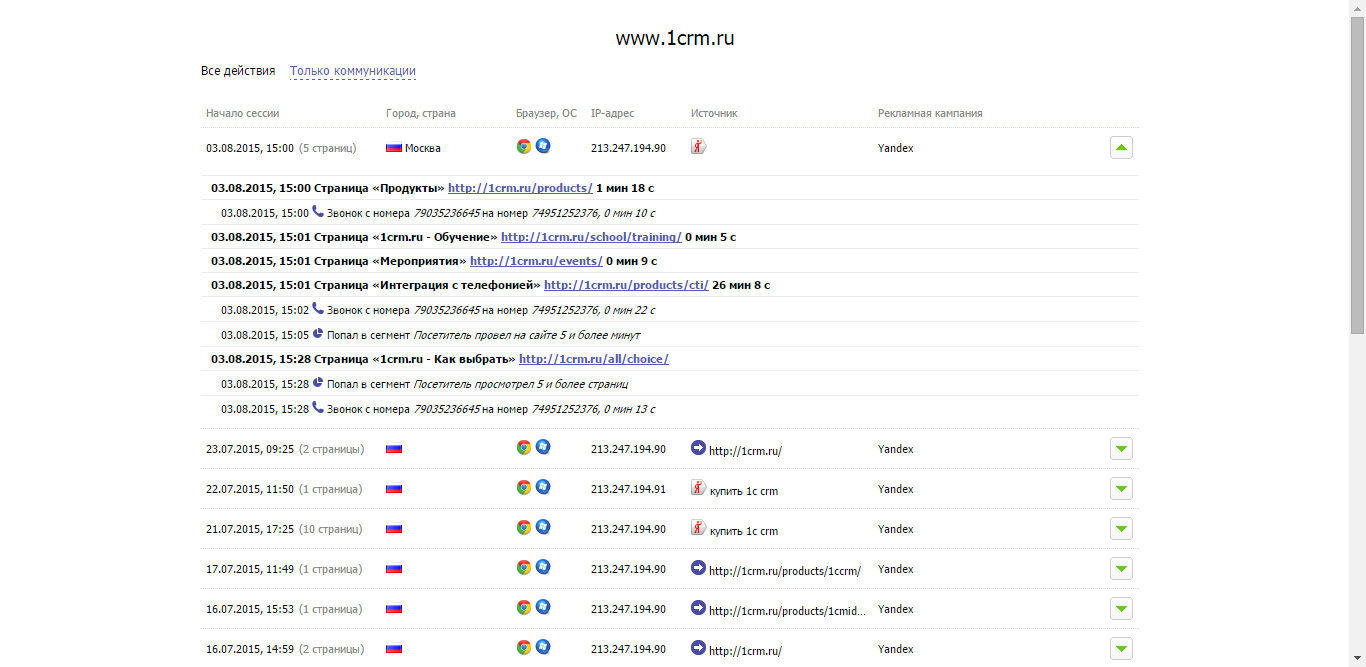 www.1crm.ru
Все действия Только коммуникации
Начало сессии Город, страна Браузер, ОС IP-адрес Источник Рекламная кампания
03.08.2015, 15:00 (5 страниц) Москва 213.247.194.90 Yandex
03.08.2015, 15:00 Страница «Продукты» http://1crm.ru/products/ 1 мин 18 с
03.08.2015, 15:00 Звонок с номера 79035236645 на номер 74951252376, 0 мин 10 с
03.08.2015, 15:01 Страница «1crm.ru - Обучение» http://1crm.ru/school/training/ 0 мин 5 с
03.08.2015, 15:01 Страница «Мероприятия» http://1crm.ru/events/ 0 мин 9 с
03.08.2015, 15:01 Страница «Интеграция с телефонией» http://1crm.ru/products/cti/ 26 мин 8 с
03.08.2015, 15:02 Звонок с номера 79035236645 на номер 74951252376, 0 мин 22 с
03.08.2015, 15:05 Попал в сегмент Посетитель провел на сайте 5 и более минут
03.08.2015, 15:28 Страница «1crm.ru - Как выбрать» http://1crm.ru/all/choice/
03.08.2015, 15:28 Попал в сегмент Посетитель просмотрел 5 и более страниц
03.08.2015, 15:28 Звонок с номера 79035236645 на номер 74951252376, 0 мин 13 с
23.07.2015, 09:25 (2 страницы) 213.247.194.90 http://1crm.ru/ Yandex
22.07.2015, 11:50 (1 страница) 213.247.194.91 купить 1c crm Yandex
21.07.2015, 17:25 (10 страниц) 213.247.194.90 купить 1c crm Yandex
17.07.2015, 11:49 (1 страница) 213.247.194.90 http://1crm.ru/products/1ccrm/ Yandex
16.07.2015, 15:53 (1 страница) 213.247.194.90 http://1crm.ru/products/1cmid... Yandex
16.07.2015, 14:59 (2 страницы) 213.247.194.90 http://1crm.ru/ Yandex